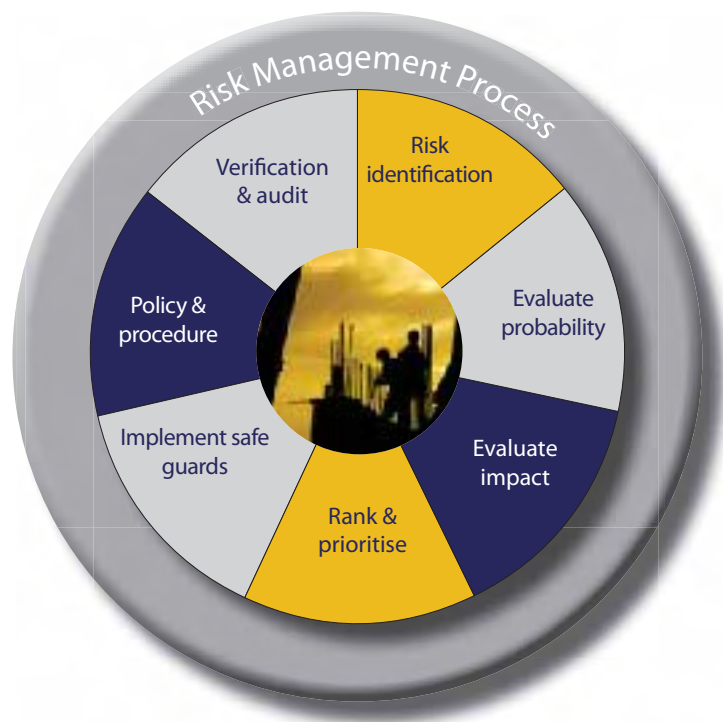 Risk Management Process
Risk
identification
Evaluate
probability
Evaluate
impact
Rank &
prioritise
Implement safe
guards
Policy &
procedure
Verification
& audit